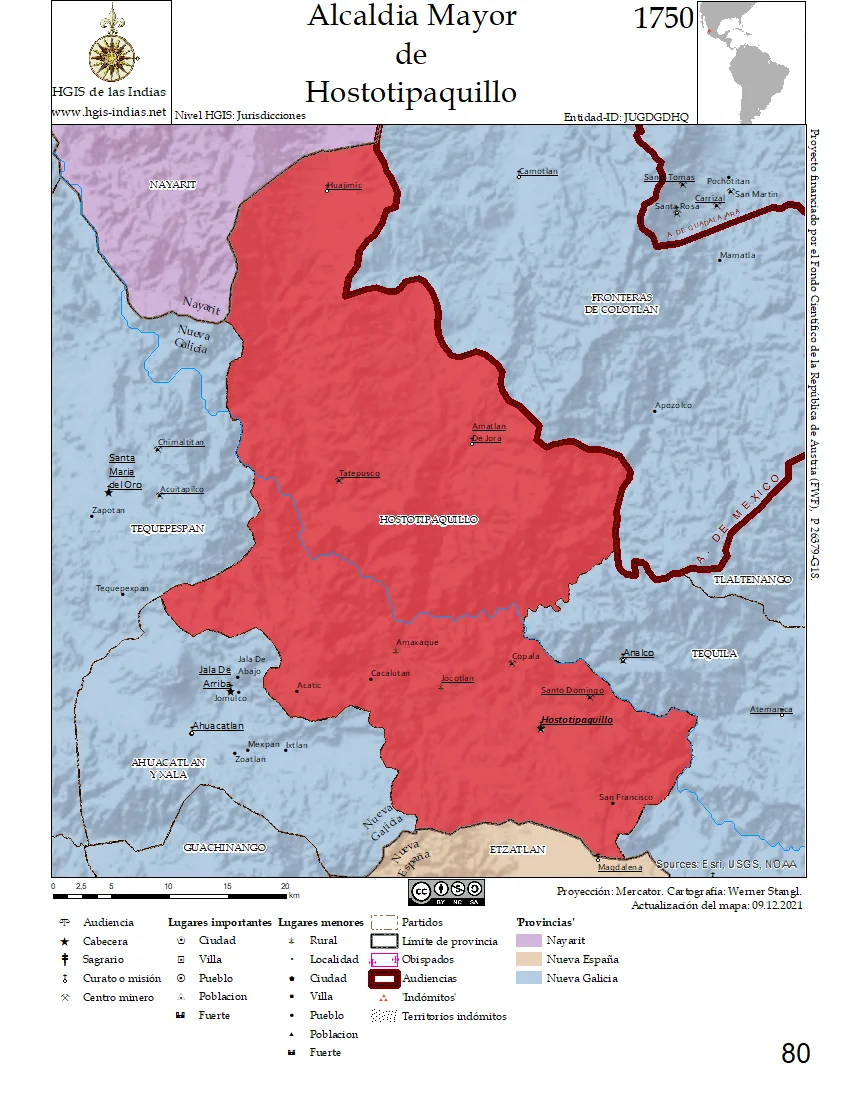 Alcaldia Mayor
de
Hostotipaquillo
1750
HGIS de las Indias
www.hgis-indias.net
Nivel HGIS: Jurisdicciones
Entidad-ID: JUGDGDHQ
NAYARIT
Huajimic
Camotlan
Santo Tomas
Pochotitan
San Martin
Carrizal
Santa Rosa
A. DE GUADALAJARA
Mamatla
FRONTERAS
DE COLOTLAN
Nayarit
Nueva
Galicia
Apozolco
Amatlan
De Jora
Chimaltitan
Santa
Maria
del Oro
Acuitapilco
Zapotan
TEQUEPESPAN
Tatepusco
HOSTOTIPAQUILLO
A. DE MEXICO
TLALTENANGO
Tequepexpan
Amaxaque
Copala
Analco
TEQUILA
Jala De
Abajo
Jala De
Arriba
Jomulco
Acatic
Cacalutan
Jocotlan
Santo Domingo
Hostotipaquillo
Atemanica
Ahuacatlan
Mexpan
Ixtlan
Zoatlan
AHUACATLAN
Y XALA
San Francisco
Nueva
Galicia
Nueva
España
GUACHINANGO
ETZATLAN
Magdalena
Sources: Esri, USGS, NOAA
Proyecto financiado por el Fondo Científico de la República de Austria (FWF), P 26379-G18.
0 2,5 5 10 15 20
km
CC BY NC SA
Proyección: Mercator. Cartografía: Werner Stangl.
Actualización del mapa: 09.12.2021
Audiencia
Cabecera
Sagrario
Curato o misión
Centro minero
Lugares importantes
Ciudad
Villa
Pueblo
Poblacion
Fuerte
Lugares menores
Rural
Localidad
Ciudad
Villa
Pueblo
Poblacion
Fuerte
Partidos
Límite de provincia
Obispados
Audiencias
'Indómitos'
Territorios indómitos
'Provincias'
Nayarit
Nueva España
Nueva Galicia
80